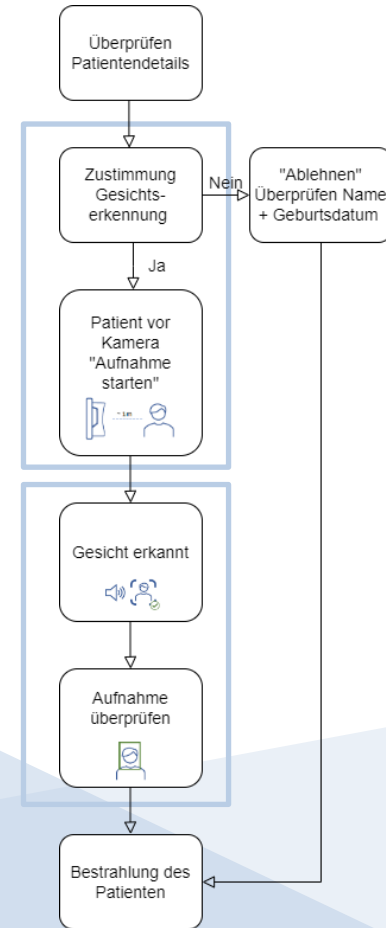 Überprüfen
Patientendetails
Zustimmung
Gesichts-
erkennung
Nein
"Ablehnen"
Überprüfen Name
+ Geburtsdatum
Ja
Patient vor
Kamera
"Aufnahme
starten"
~ 1m
Gesicht erkannt
Aufnahme
überprüfen
Bestrahlung des
Patienten